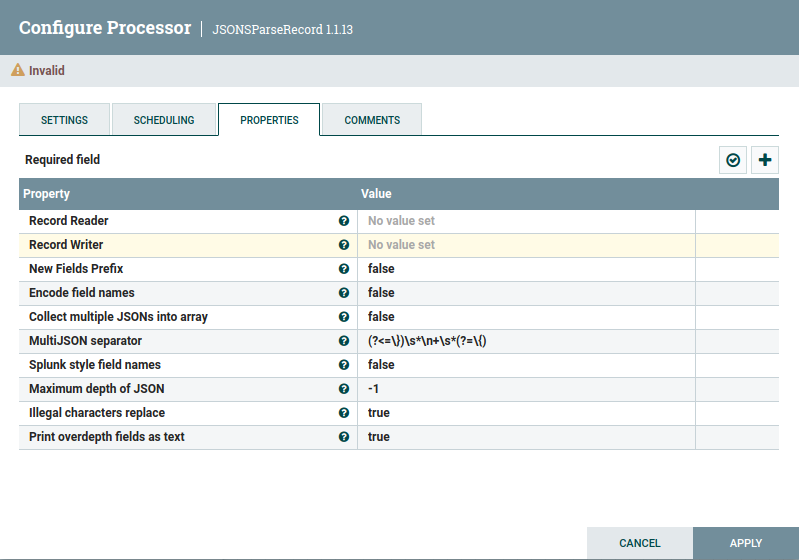 Configure Processor | JSONSParseRecord 1.1.13
Invalid
SETTINGS SCHEDULING PROPERTIES COMMENTS
Required field
Property Value
Record Reader No value set
Record Writer No value set
New Fields Prefix false
Encode field names false
Collect multiple JSONs into array false
MultiJSON separator (?<=\})\s*\n+\s*(?=\{)
Splunk style field names false
Maximum depth of JSON -1
Illegal characters replace true
Print overdepth fields as text true
CANCEL APPLY